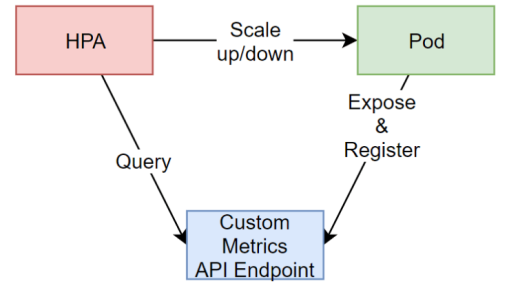 HPA
Scale
up/down
Pod
Expose
&
Register
Query
Custom
Metrics
API Endpoint